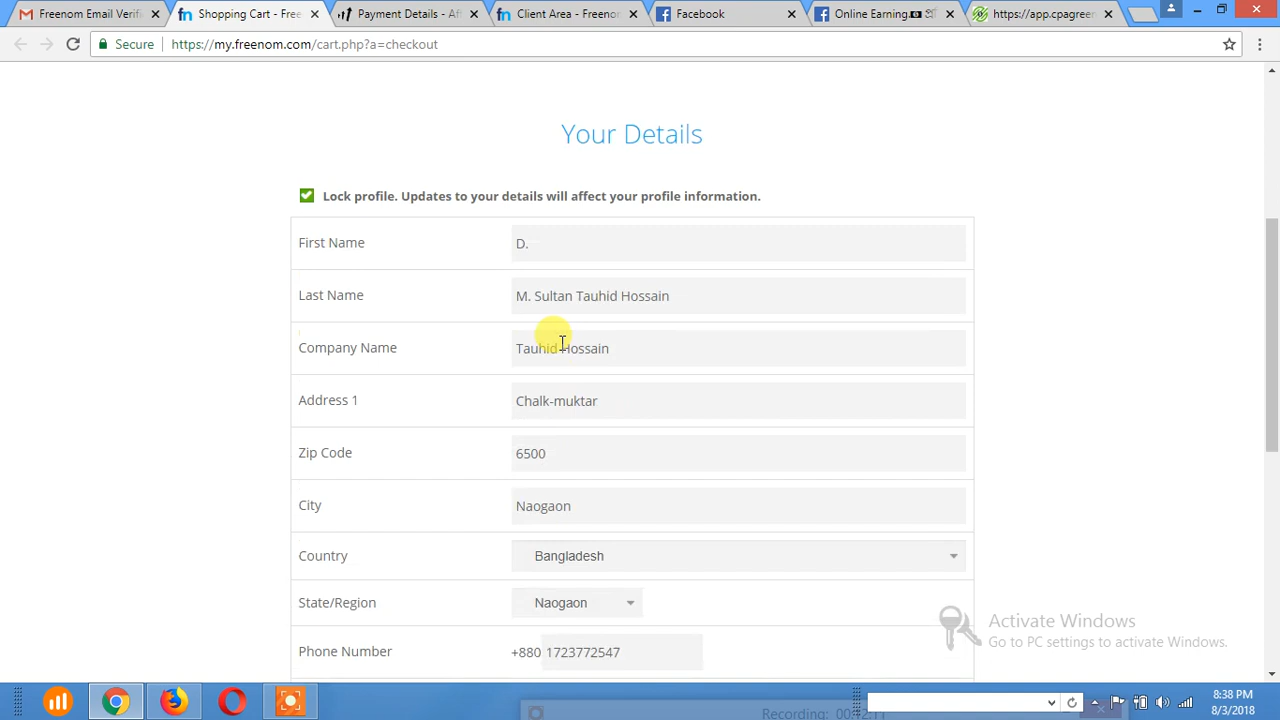 Freenom Email Verifi
Shopping Cart - Free
Payment Details - Aff
Client Area - Freenor
Facebook
Online Earning.
https://app.cpagreen
Secure
https://my.freenom.com/cart.php?a=checkout
Your Details
Lock profile. Updates to your details will affect your profile information.
First Name D.
Last Name M. Sultan Tauhid Hossain
Company Name Tauhid Hossain
Address 1 Chalk-muktar
Zip Code 6500
City Naogaon
Country Bangladesh
State/Region Naogaon
Phone Number +880 1723772547
Activate Windows
Go to PC settings to activate Windows.
8:38 PM
8/3/2018